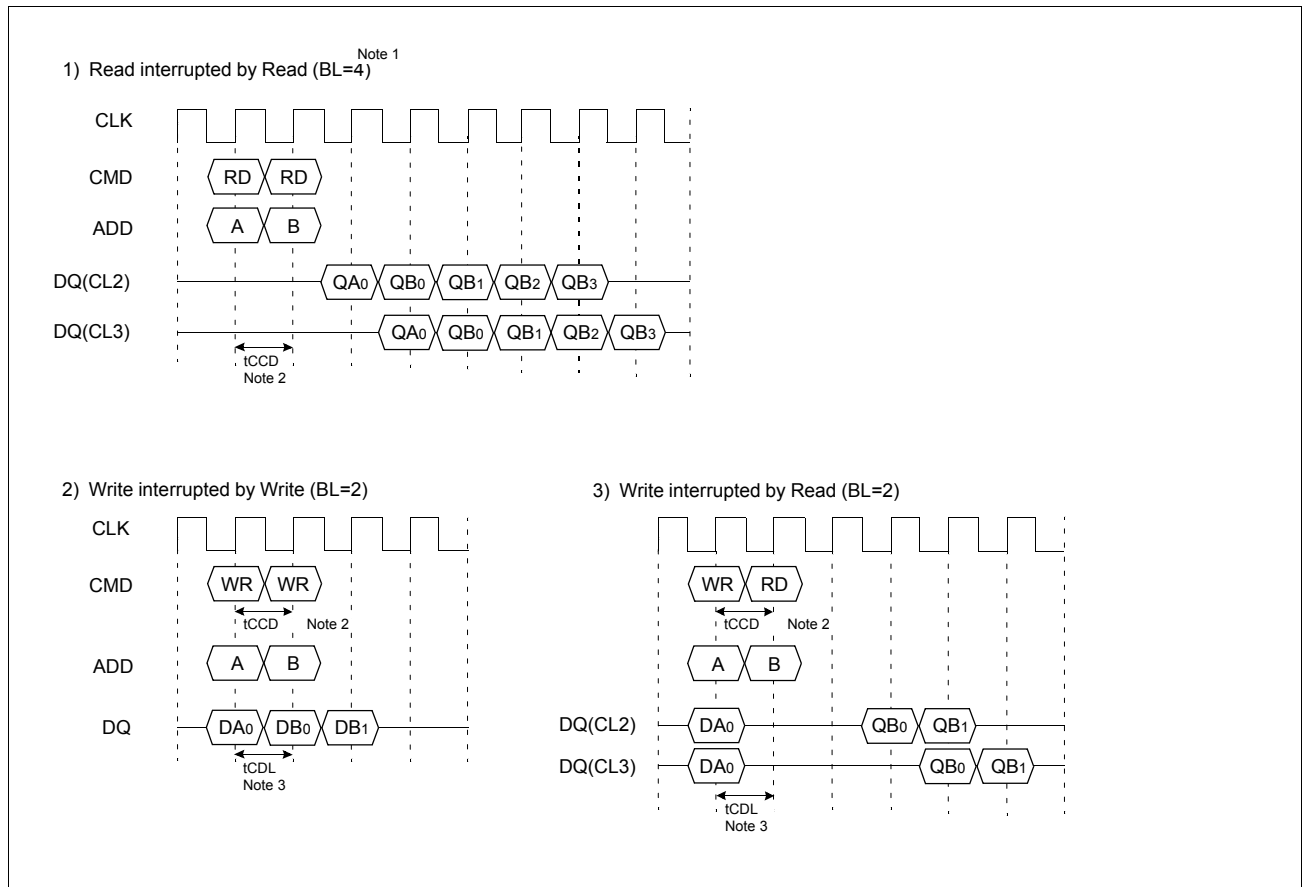 1) Read interrupted by Read (BL=4) Note 1
CLK
CMD RD RD
ADD A B
DQ(CL2) QA0 QB0 QB1 QB2 QB3
DQ(CL3) QA0 QB0 QB1 QB2 QB3
tCCD
Note 2
2) Write interrupted by Write (BL=2)
CLK
CMD WR WR
tCCD Note 2
ADD A B
DQ DA0 DB0 DB1
tCDL
Note 3
3) Write interrupted by Read (BL=2)
WR RD
tCCD Note 2
A B
DQ(CL2) DA0 QB0 QB1
DQ(CL3) DA0 QB0 QB1
tCDL
Note 3